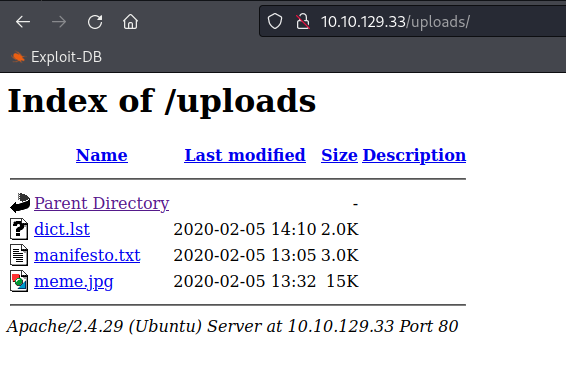 10.10.129.33/uploads/
Exploit-DB
Index of /uploads
Name Last modified Size Description
Parent Directory -
dict.lst 2020-02-05 14:10 2.0K
manifesto.txt 2020-02-05 13:05 3.0K
meme.jpg 2020-02-05 13:32 15K
Apache/2.4.29 (Ubuntu) Server at 10.10.129.33 Port 80